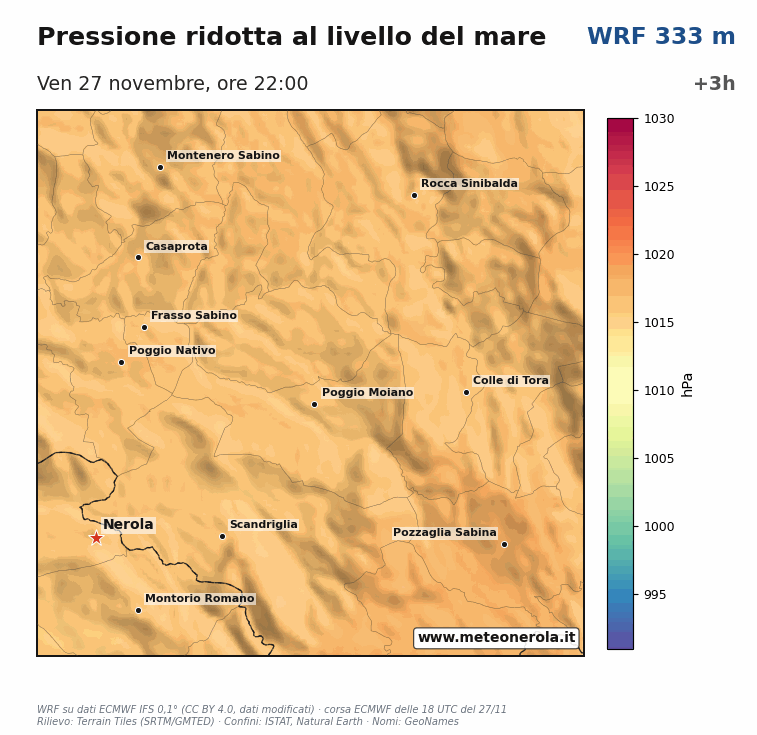 Pressione ridotta al livello del mare
WRF 333 m
Ven 27 novembre, ore 22:00
+3h
Montenero Sabino
Rocca Sinibalda
Casaprota
Frasso Sabino
Poggio Nativo
Poggio Moiano
Colle di Tora
Nerola
Scandriglia
Pozzaglia Sabina
Montorio Romano
www.meteonerola.it
1030
1025
1020
1015
1010
1005
1000
995
hPa
WRF su dati ECMWF IFS 0,1° (CC BY 4.0, dati modificati) · corsa ECMWF delle 18 UTC del 27/11
Rilievo: Terrain Tiles (SRTM/GMTED) · Confini: ISTAT, Natural Earth · Nomi: GeoNames